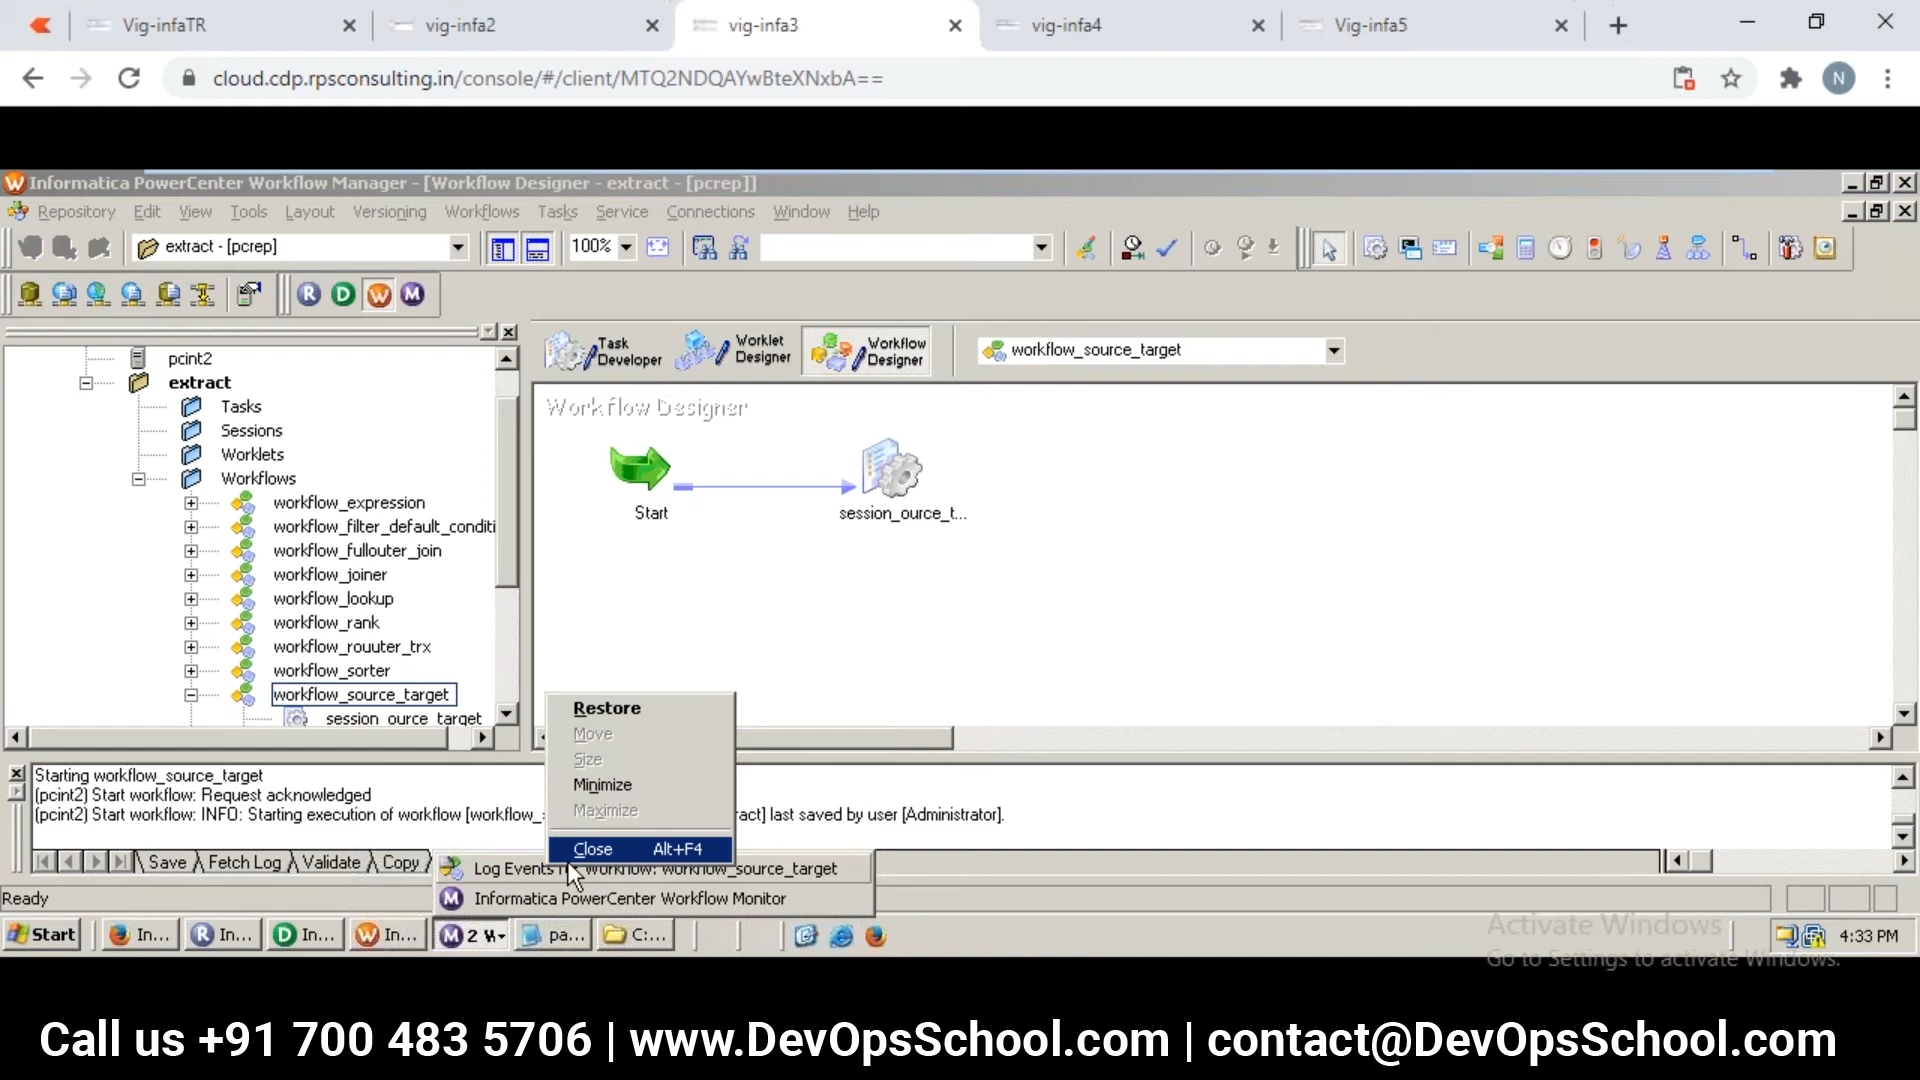 Vig-infaTR
vig-infa2
vig-infa3
vig-infa4
Vig-infa5
cloud.cdp.rpsconsulting.in/console/#/client/MTQ2NDQAYwBteXNxbA==
N
Informatica PowerCenter Workflow Manager - [Workflow Designer - extract - [pcrep]]
Repository Edit View Tools Layout Versioning Workflows Tasks Service Connections Window Help
extract - [pcrep]
100%
R D W M
Task Developer
Worklet Designer
Workflow Designer
workflow_source_target
pcint2
extract
Tasks
Sessions
Worklets
Workflows
workflow_expression
workflow_filter_default_conditi
workflow_fullouter_join
workflow_joiner
workflow_lookup
workflow_rank
workflow_rouuter_trx
workflow_sorter
workflow_source_target
session_ource_target
Workflow Designer
Start
session_ource_t...
Restore
Move
Size
Minimize
Maximize
Close Alt+F4
Starting workflow_source_target
(pcint2) Start workflow: Request acknowledged
(pcint2) Start workflow: INFO: Starting execution of workflow [workflow_ act] last saved by user [Administrator].
Save Fetch Log Validate Copy
Log Events workflow: workflow_source_target
Informatica PowerCenter Workflow Monitor
Ready
Start In... In... In... In... 2 W pa... C:... 4:33 PM
Activate Windows
Go to Settings to activate Windows.
Call us +91 700 483 5706 | www.DevOpsSchool.com | contact@DevOpsSchool.com